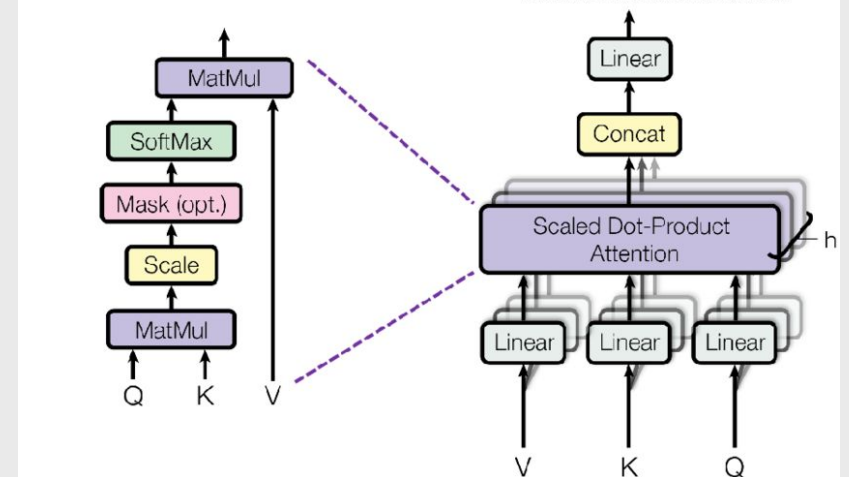 MatMul
SoftMax
Mask (opt.)
Scale
MatMul
Q K V
Linear
Concat
Scaled Dot-Product
Attention
h
Linear Linear Linear
V K Q